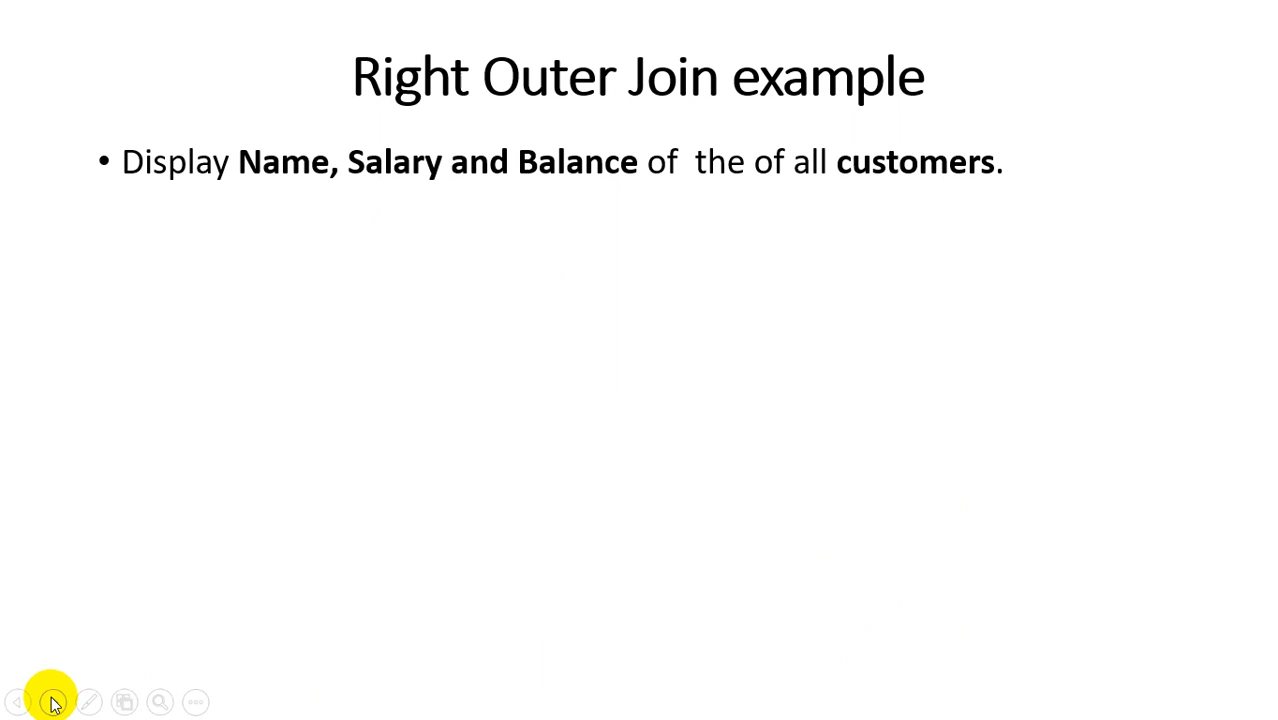 Right Outer Join example
• Display Name, Salary and Balance of  the of all customers.